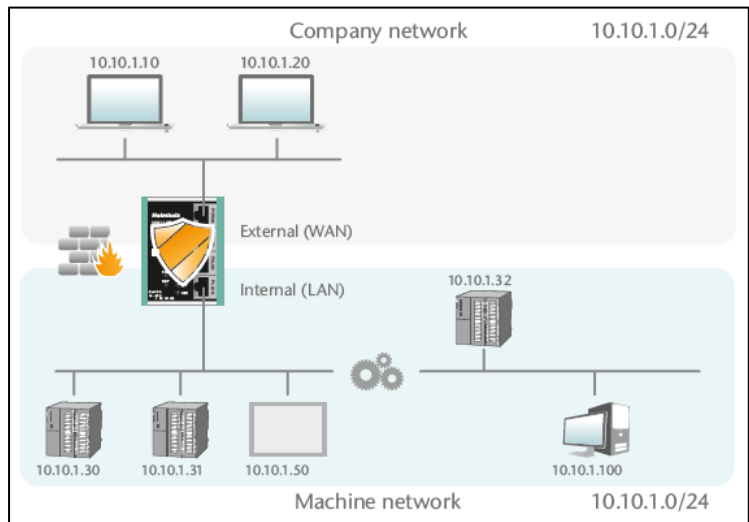 Company network 10.10.1.0/24
10.10.1.10 10.10.1.20
Helmholz
External (WAN)
Internal (LAN)
10.10.1.32
10.10.1.30 10.10.1.31 10.10.1.50 10.10.1.100
Machine network 10.10.1.0/24